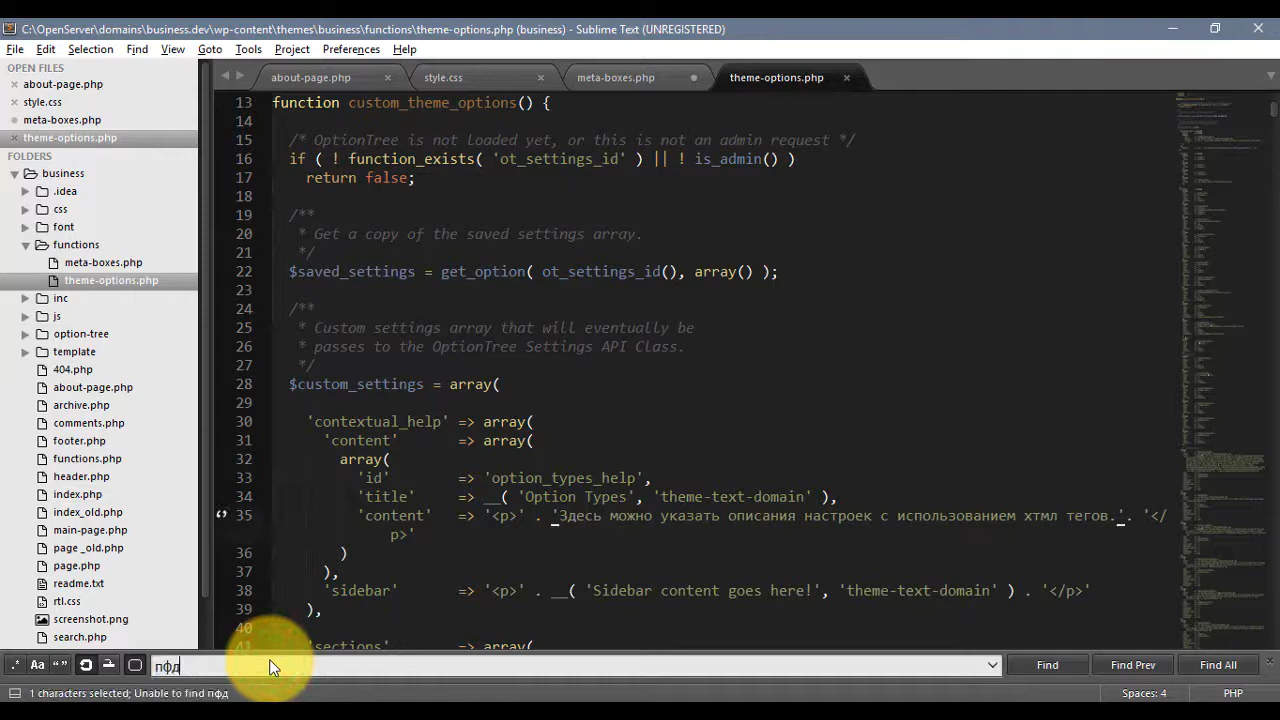 C:\OpenServer\domains\business.dev\wp-content\themes\business\functions\theme-options.php (business) - Sublime Text (UNREGISTERED)
File Edit Selection Find View Goto Tools Project Preferences Help
OPEN FILES
about-page.php
style.css
meta-boxes.php
theme-options.php
FOLDERS
business
.idea
css
font
functions
meta-boxes.php
theme-options.php
inc
js
option-tree
template
404.php
about-page.php
archive.php
comments.php
footer.php
functions.php
header.php
index.php
index_old.php
main-page.php
page _old.php
page.php
readme.txt
rtl.css
screenshot.png
search.php
about-page.php × style.css × meta-boxes.php theme-options.php ×
13 function custom_theme_options() {
14
15 /* OptionTree is not loaded yet, or this is not an admin request */
16 if ( ! function_exists( 'ot_settings_id' ) || ! is_admin() )
17 return false;
18
19 /**
20 * Get a copy of the saved settings array.
21 */
22 $saved_settings = get_option( ot_settings_id(), array() );
23
24 /**
25 * Custom settings array that will eventually be
26 * passes to the OptionTree Settings API Class.
27 */
28 $custom_settings = array(
29
30 'contextual_help' => array(
31 'content' => array(
32 array(
33 'id' => 'option_types_help',
34 'title' => __( 'Option Types', 'theme-text-domain' ),
35 'content' => '<p>' . 'Здесь можно указать описания настроек с использованием хтмл тегов.'. '</
p>'
36 )
37 ),
38 'sidebar' => '<p>' . __( 'Sidebar content goes here!', 'theme-text-domain' ) . '</p>'
39 ),
40
41 'sections' => array(
.* Aa “ ” пфд Find Find Prev Find All
1 characters selected; Unable to find пфд Spaces: 4 PHP